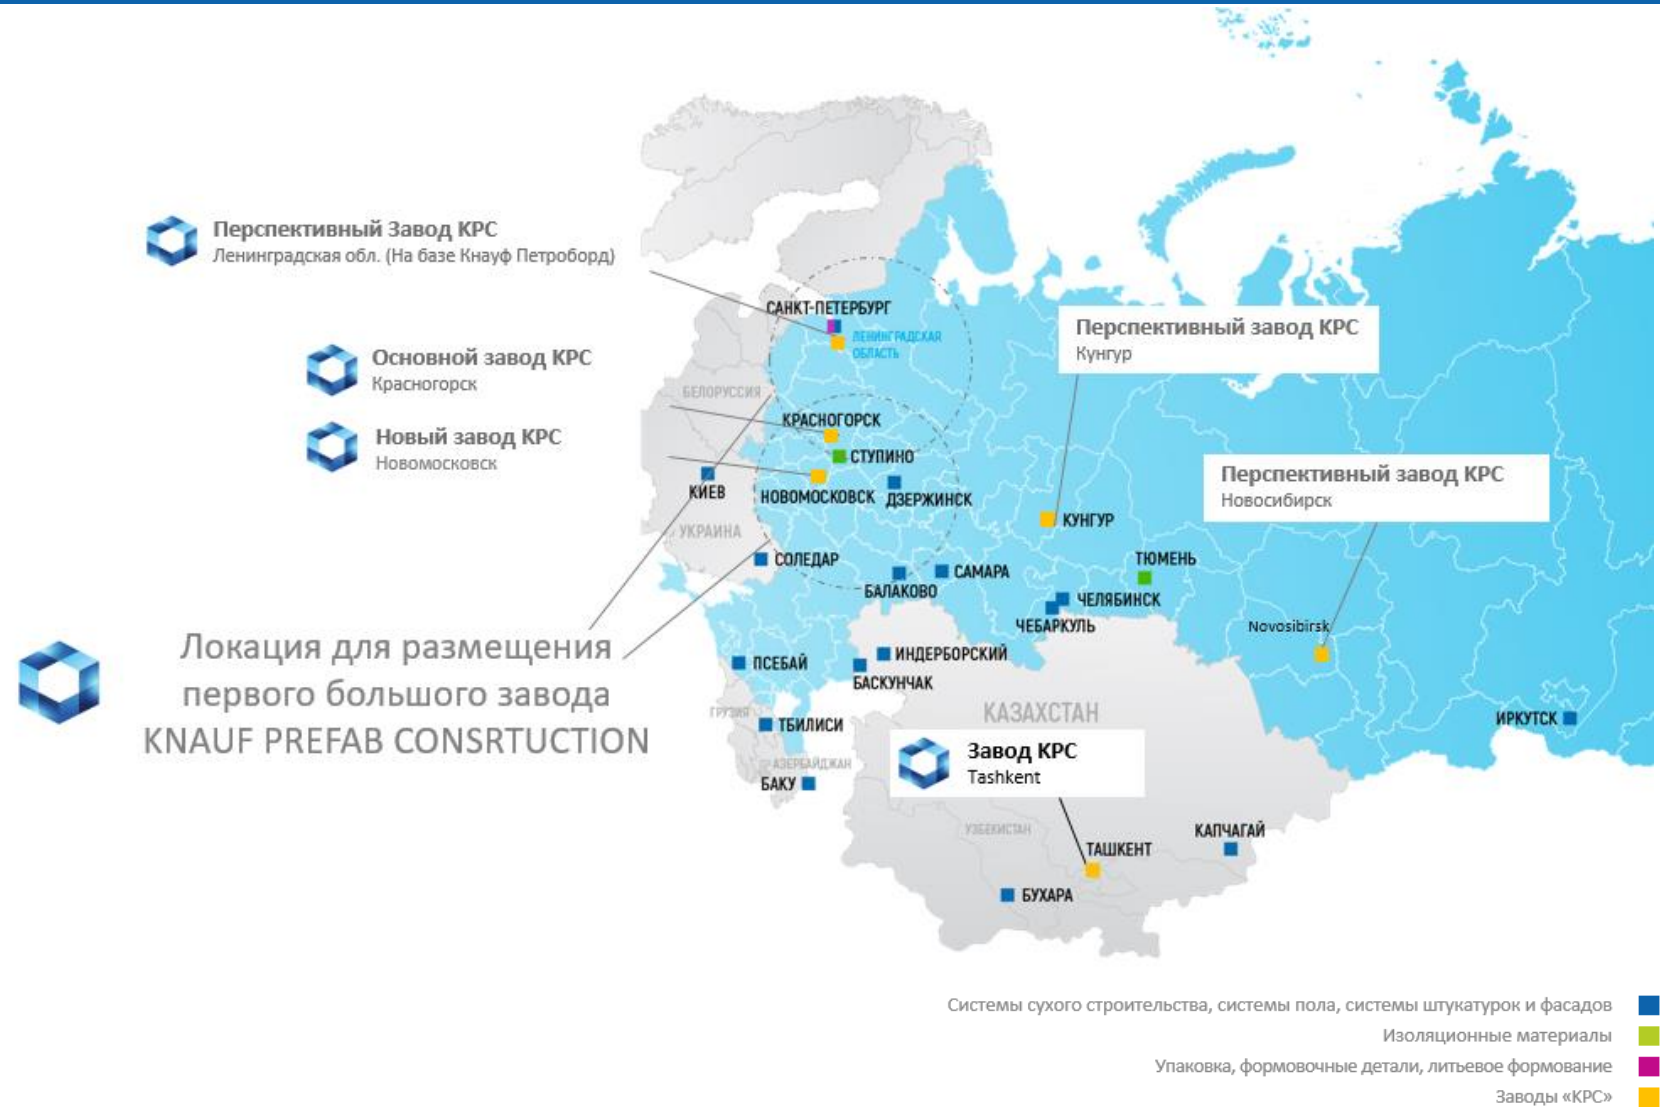 Перспективный Завод КРС
Ленинградская обл. (На базе Кнауф Петроборд)
Основной завод КРС
Красногорск
Новый завод КРС
Новомосковск
Локация для размещения
первого большого завода
KNAUF PREFAB CONSRTUCTION
САНКТ-ПЕТЕРБУРГ
ЛЕНИНГРАДСКАЯ
ОБЛАСТЬ
Перспективный завод КРС
Кунгур
БЕЛОРУССИЯ
КРАСНОГОРСК
СТУПИНО
КИЕВ
НОВОМОСКОВСК
ДЗЕРЖИНСК
Перспективный завод КРС
Новосибирск
УКРАИНА
КУНГУР
СОЛЕДАР
БАЛАКОВО
САМАРА
ТЮМЕНЬ
ЧЕЛЯБИНСК
ЧЕБАРКУЛЬ
Novosibirsk
ПСЕБАЙ
ИНДЕРБОРСКИЙ
БАСКУНЧАК
ГРУЗИЯ
ТБИЛИСИ
КАЗАХСТАН
ИРКУТСК
АЗЕРБАЙДЖАН
БАКУ
Завод КРС
Tashkent
УЗБЕКИСТАН
ТАШКЕНТ
КАПЧАГАЙ
БУХАРА
Системы сухого строительства, системы пола, системы штукатурок и фасадов
Изоляционные материалы
Упаковка, формовочные детали, литьевое формование
Заводы «КРС»